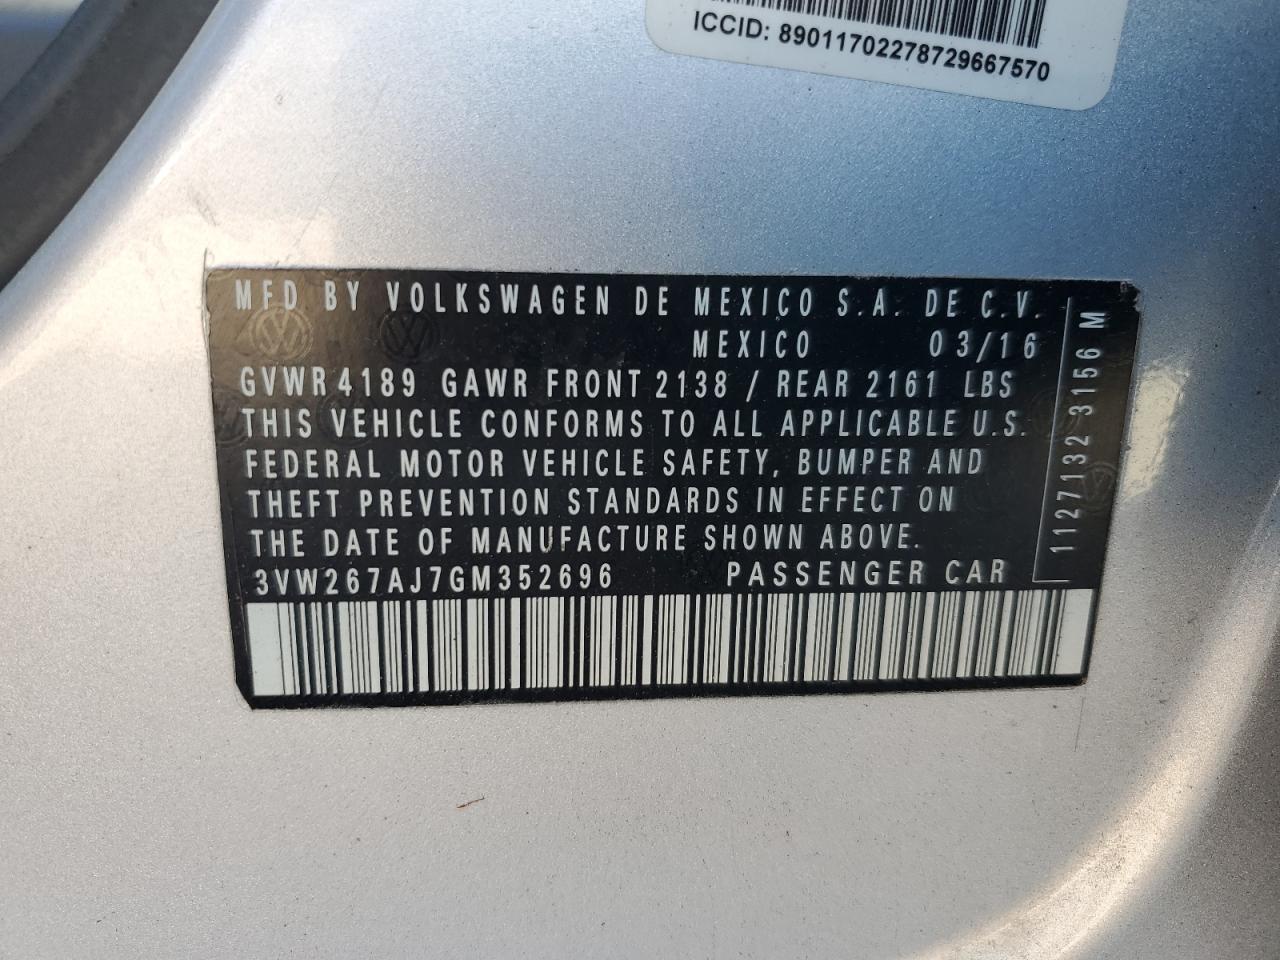 ICCID: 89011702278729667570
MFD BY VOLKSWAGEN DE MEXICO S.A. DE C.V.
MEXICO 03/16
GVWR 4189 GAWR FRONT 2138 / REAR 2161 LBS
THIS VEHICLE CONFORMS TO ALL APPLICABLE U.S.
FEDERAL MOTOR VEHICLE SAFETY, BUMPER AND
THEFT PREVENTION STANDARDS IN EFFECT ON
THE DATE OF MANUFACTURE SHOWN ABOVE.
3VW267AJ7GM352696 PASSENGER CAR
1127132 3156 M